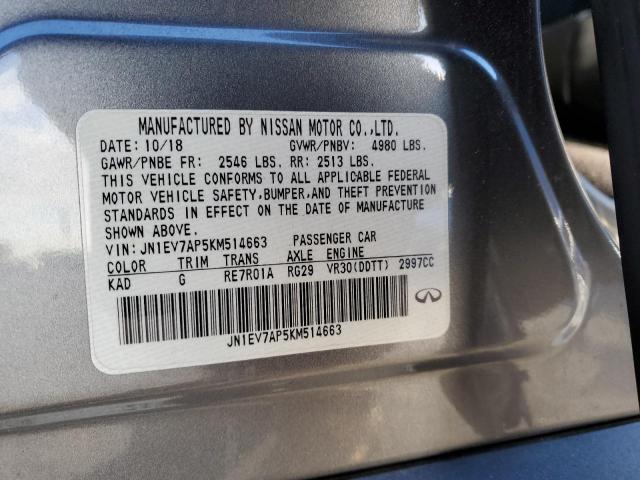 MANUFACTURED BY NISSAN MOTOR CO.,LTD.
DATE: 10/18 GVWR/PNBV: 4980 LBS.
GAWR/PNBE FR: 2546 LBS. RR: 2513 LBS.
THIS VEHICLE CONFORMS TO ALL APPLICABLE FEDERAL
MOTOR VEHICLE SAFETY,BUMPER,AND THEFT PREVENTION
STANDARDS IN EFFECT ON THE DATE OF MANUFACTURE
SHOWN ABOVE.
VIN: JN1EV7AP5KM514663 PASSENGER CAR
COLOR TRIM TRANS AXLE ENGINE
KAD G RE7R01A RG29 VR30(DDTT) 2997CC
JN1EV7AP5KM514663